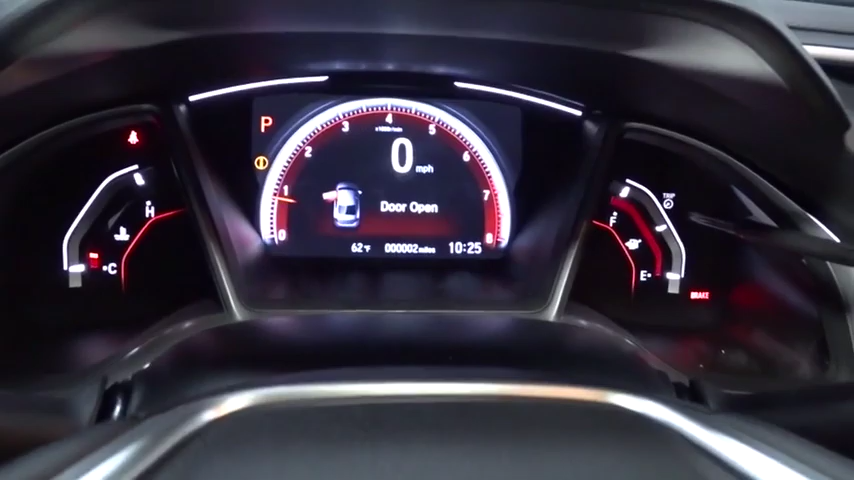 P
0 1 2 3 4 5 6 7 8
x1000r/min
0 mph
Door Open
62°F 000002 miles 10:25
H
C
TRIP
F
E
BRAKE